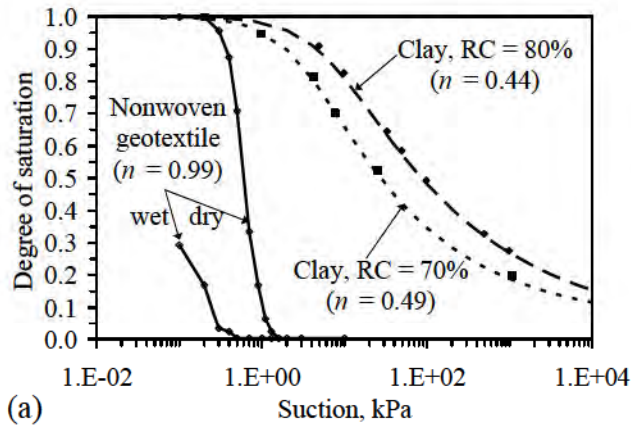 1.0
0.9
0.8
0.7
0.6
0.5
0.4
0.3
0.2
0.1
0.0
Degree of saturation
Clay, RC = 80%
(n = 0.44)
Nonwoven
geotextile
(n = 0.99)
wet dry
Clay, RC = 70%
(n = 0.49)
1.E-02 1.E+00 1.E+02 1.E+04
(a) Suction, kPa